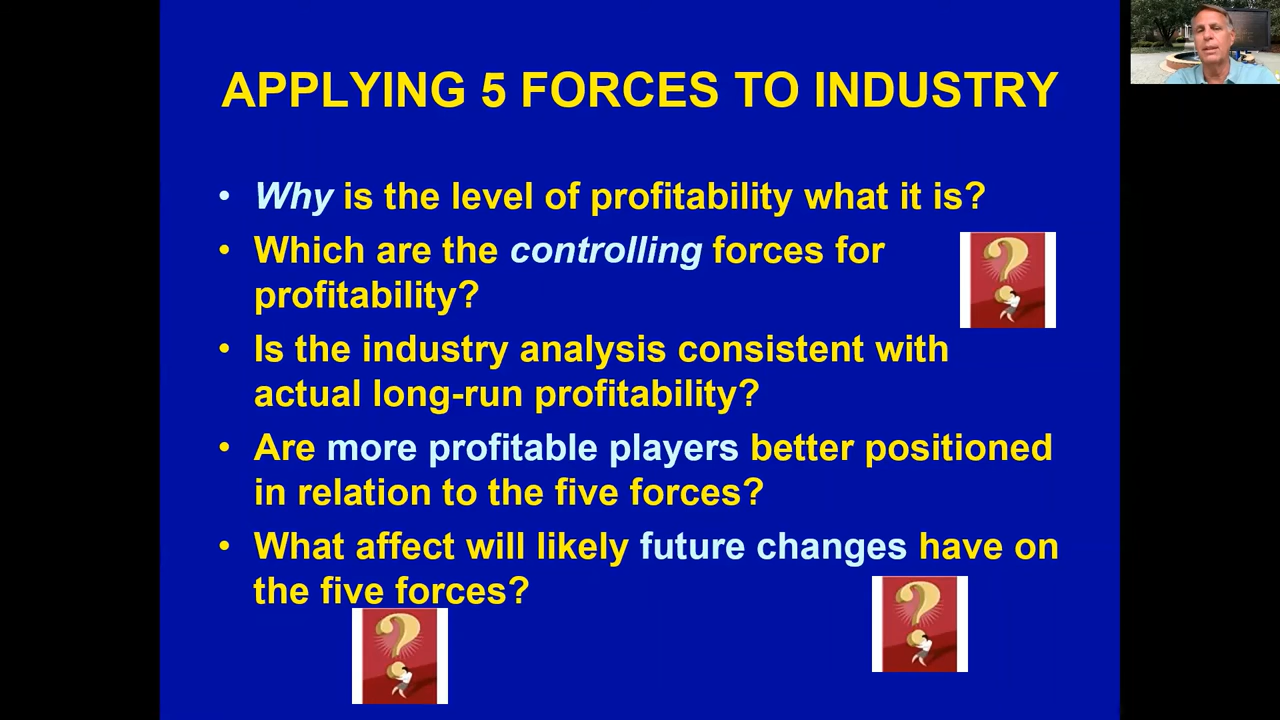 APPLYING 5 FORCES TO INDUSTRY
• Why is the level of profitability what it is?
• Which are the controlling forces for
profitability?
• Is the industry analysis consistent with
actual long-run profitability?
• Are more profitable players better positioned
in relation to the five forces?
• What affect will likely future changes have on
the five forces?